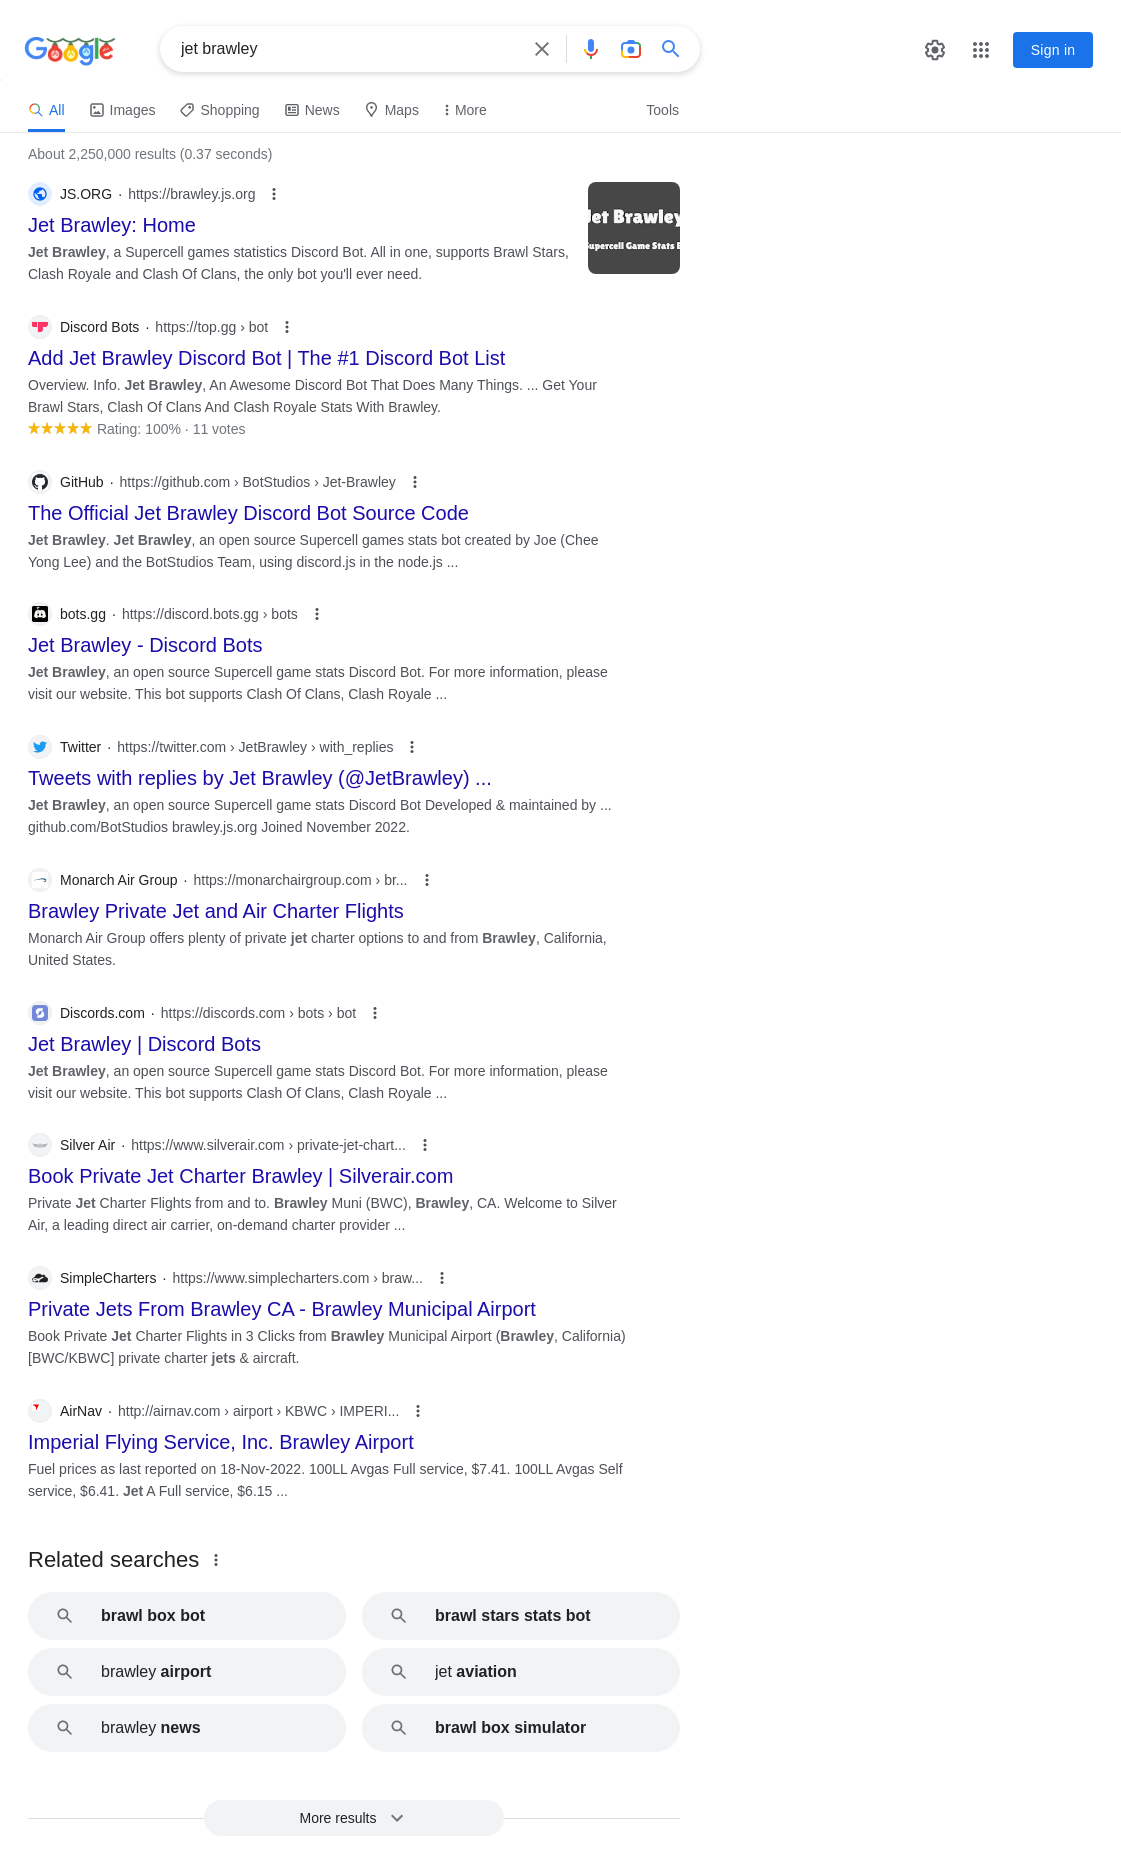 Google
jet brawley
Sign in
All Images Shopping News Maps More Tools
About 2,250,000 results (0.37 seconds)
JS.ORG · https://brawley.js.org
Jet Brawley: Home
Jet Brawley, a Supercell games statistics Discord Bot. All in one, supports Brawl Stars,
Clash Royale and Clash Of Clans, the only bot you'll ever need.
Jet Brawley
Supercell Game Stats B
Discord Bots · https://top.gg › bot
Add Jet Brawley Discord Bot | The #1 Discord Bot List
Overview. Info. Jet Brawley, An Awesome Discord Bot That Does Many Things. ... Get Your
Brawl Stars, Clash Of Clans And Clash Royale Stats With Brawley.
Rating: 100% · 11 votes
GitHub · https://github.com › BotStudios › Jet-Brawley
The Official Jet Brawley Discord Bot Source Code
Jet Brawley. Jet Brawley, an open source Supercell games stats bot created by Joe (Chee
Yong Lee) and the BotStudios Team, using discord.js in the node.js ...
bots.gg · https://discord.bots.gg › bots
Jet Brawley - Discord Bots
Jet Brawley, an open source Supercell game stats Discord Bot. For more information, please
visit our website. This bot supports Clash Of Clans, Clash Royale ...
Twitter · https://twitter.com › JetBrawley › with_replies
Tweets with replies by Jet Brawley (@JetBrawley) ...
Jet Brawley, an open source Supercell game stats Discord Bot Developed & maintained by ...
github.com/BotStudios brawley.js.org Joined November 2022.
Monarch Air Group · https://monarchairgroup.com › br...
Brawley Private Jet and Air Charter Flights
Monarch Air Group offers plenty of private jet charter options to and from Brawley, California,
United States.
Discords.com · https://discords.com › bots › bot
Jet Brawley | Discord Bots
Jet Brawley, an open source Supercell game stats Discord Bot. For more information, please
visit our website. This bot supports Clash Of Clans, Clash Royale ...
Silver Air · https://www.silverair.com › private-jet-chart...
Book Private Jet Charter Brawley | Silverair.com
Private Jet Charter Flights from and to. Brawley Muni (BWC), Brawley, CA. Welcome to Silver
Air, a leading direct air carrier, on-demand charter provider ...
SimpleCharters · https://www.simplecharters.com › braw...
Private Jets From Brawley CA - Brawley Municipal Airport
Book Private Jet Charter Flights in 3 Clicks from Brawley Municipal Airport (Brawley, California)
[BWC/KBWC] private charter jets & aircraft.
AirNav · http://airnav.com › airport › KBWC › IMPERI...
Imperial Flying Service, Inc. Brawley Airport
Fuel prices as last reported on 18-Nov-2022. 100LL Avgas Full service, $7.41. 100LL Avgas Self
service, $6.41. Jet A Full service, $6.15 ...
Related searches
brawl box bot
brawl stars stats bot
brawley airport
jet aviation
brawley news
brawl box simulator
More results